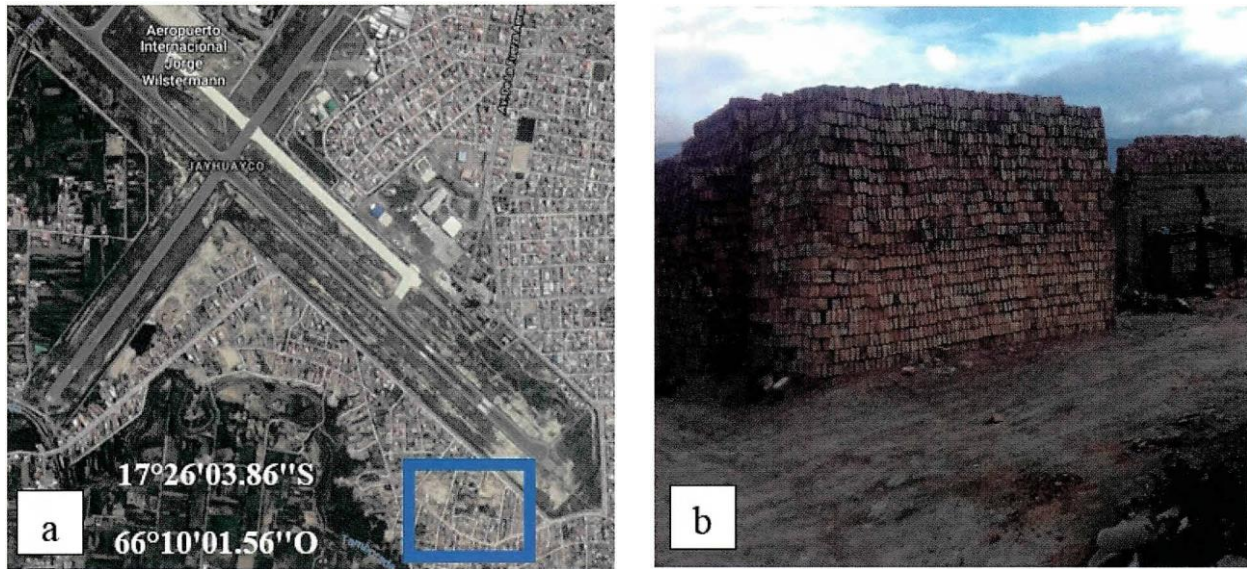 Aeropuerto
Internacional
Jorge
Wilstermann
JAYHUAYCO
17°26'03.86''S
66°10'01.56''O
a
b